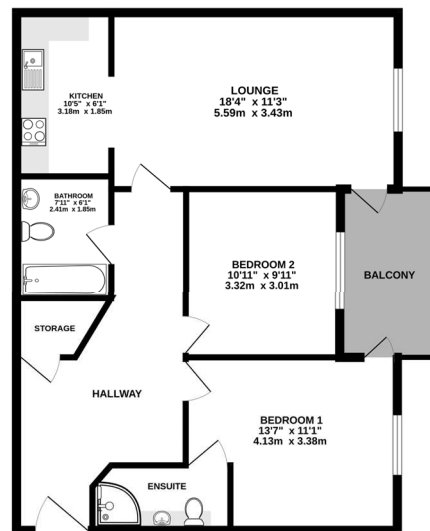 KITCHEN
10'5" x 6'1"
3.18m x 1.85m
LOUNGE
18'4" x 11'3"
5.59m x 3.43m
BATHROOM
7'11" x 6'1"
2.41m x 1.85m
BEDROOM 2
10'11" x 9'11"
3.32m x 3.01m
BALCONY
STORAGE
HALLWAY
BEDROOM 1
13'7" x 11'1"
4.13m x 3.38m
ENSUITE